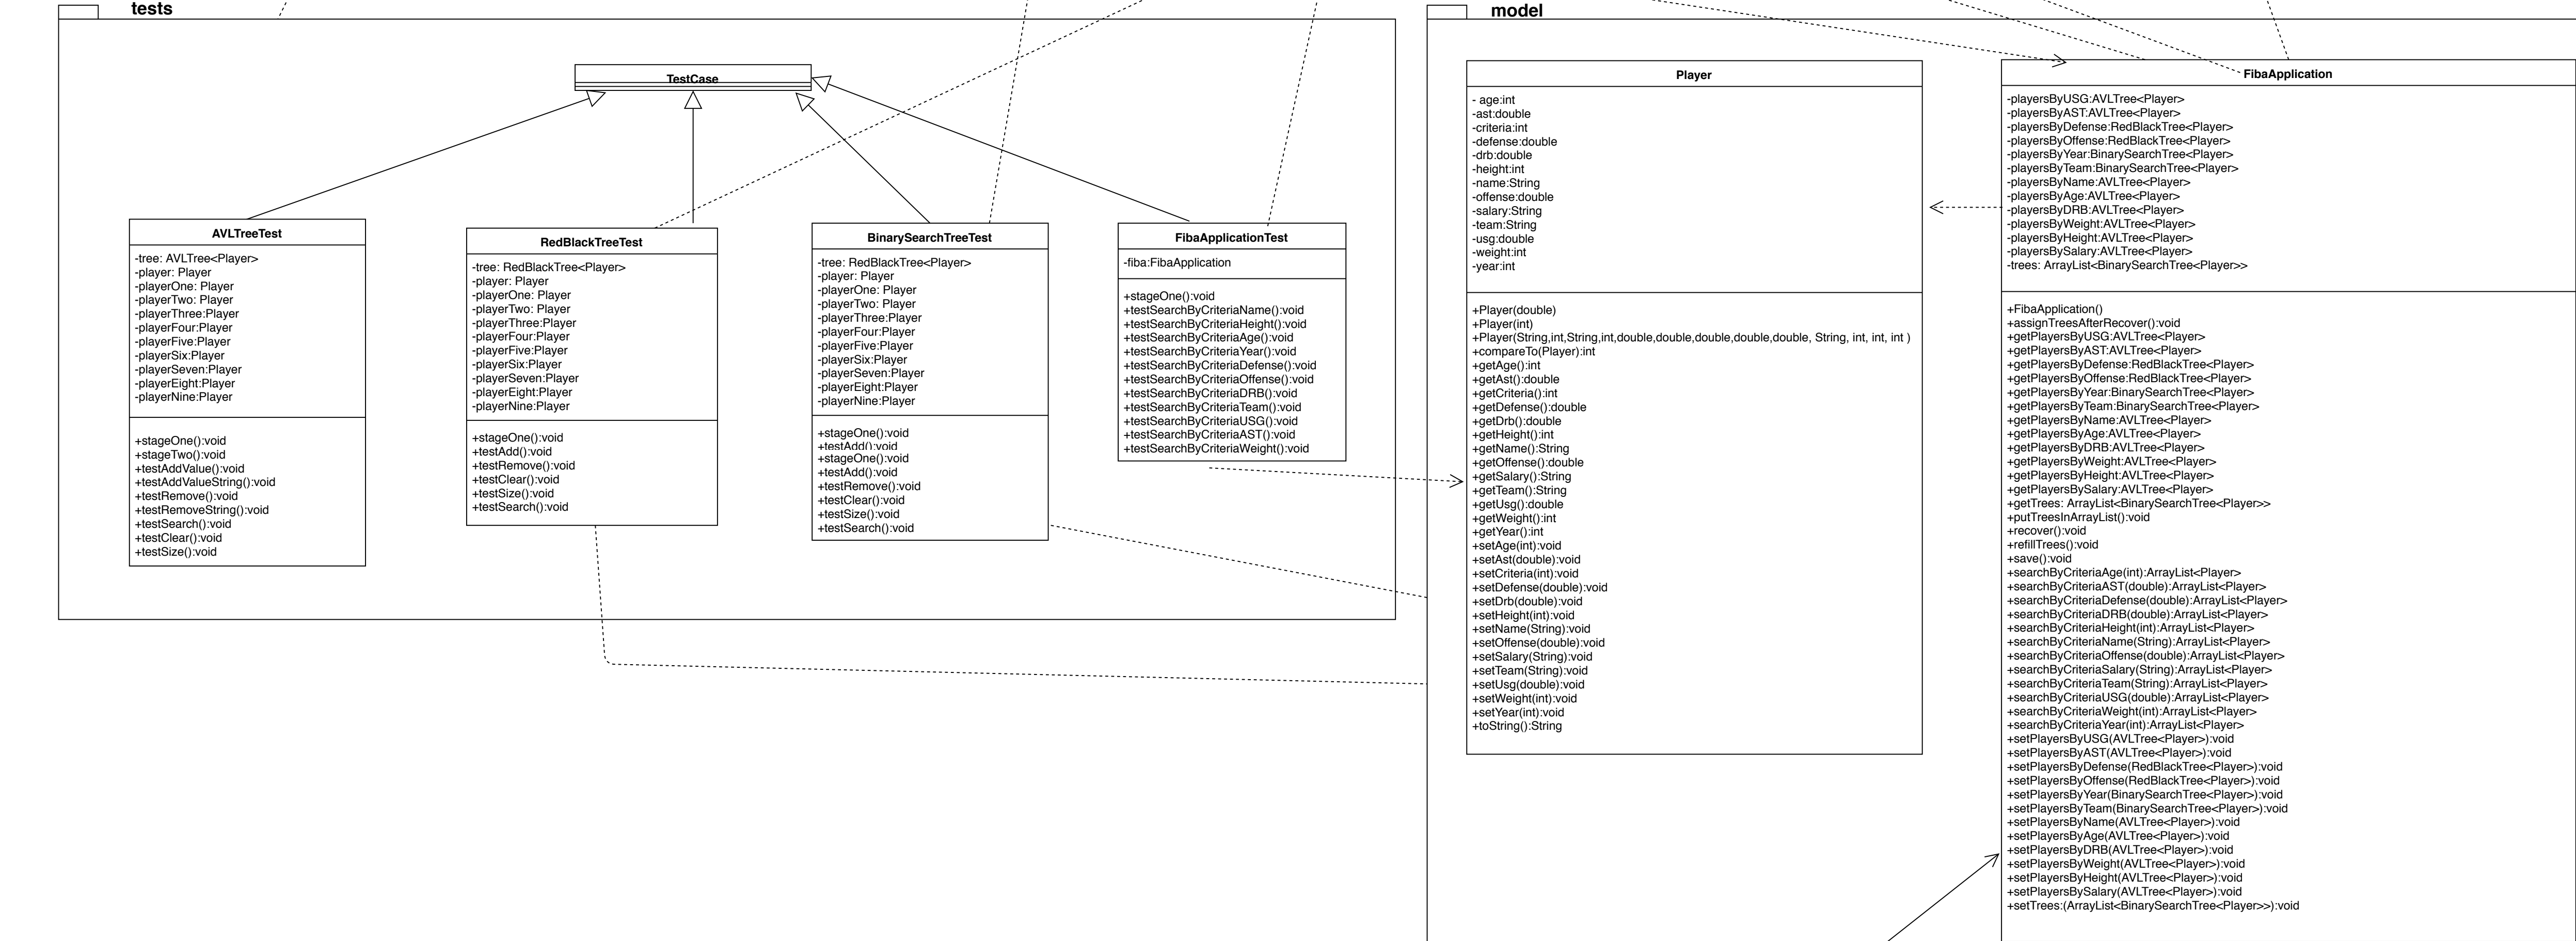 tests
TestCase
AVLTreeTest
-tree: AVLTree<Player>
-player: Player
-playerOne: Player
-playerTwo: Player
-playerThree:Player
-playerFour:Player
-playerFive:Player
-playerSix:Player
-playerSeven:Player
-playerEight:Player
-playerNine:Player
+stageOne():void
+stageTwo():void
+testAddValue():void
+testAddValueString():void
+testRemove():void
+testRemoveString():void
+testSearch():void
+testClear():void
+testSize():void
RedBlackTreeTest
-tree: RedBlackTree<Player>
-player: Player
-playerOne: Player
-playerTwo: Player
-playerThree:Player
-playerFour:Player
-playerFive:Player
-playerSix:Player
-playerSeven:Player
-playerEight:Player
-playerNine:Player
+stageOne():void
+testAdd():void
+testRemove():void
+testClear():void
+testSize():void
+testSearch():void
BinarySearchTreeTest
-tree: RedBlackTree<Player>
-player: Player
-playerOne: Player
-playerTwo: Player
-playerThree:Player
-playerFour:Player
-playerFive:Player
-playerSix:Player
-playerSeven:Player
-playerEight:Player
-playerNine:Player
+stageOne():void
+testAdd():void
+stageOne():void
+testAdd():void
+testRemove():void
+testClear():void
+testSize():void
+testSearch():void
FibaApplicationTest
-fiba:FibaApplication
+stageOne():void
+testSearchByCriteriaName():void
+testSearchByCriteriaHeight():void
+testSearchByCriteriaAge():void
+testSearchByCriteriaYear():void
+testSearchByCriteriaDefense():void
+testSearchByCriteriaOffense():void
+testSearchByCriteriaDRB():void
+testSearchByCriteriaTeam():void
+testSearchByCriteriaUSG():void
+testSearchByCriteriaAST():void
+testSearchByCriteriaWeight():void
model
Player
- age:int
-ast:double
-criteria:int
-defense:double
-drb:double
-height:int
-name:String
-offense:double
-salary:String
-team:String
-usg:double
-weight:int
-year:int
+Player(double)
+Player(int)
+Player(String,int,String,int,double,double,double,double,double, String, int, int, int )
+compareTo(Player):int
+getAge():int
+getAst():double
+getCriteria():int
+getDefense():double
+getDrb():double
+getHeight():int
+getName():String
+getOffense():double
+getSalary():String
+getTeam():String
+getUsg():double
+getWeight():int
+getYear():int
+setAge(int):void
+setAst(double):void
+setCriteria(int):void
+setDefense(double):void
+setDrb(double):void
+setHeight(int):void
+setName(String):void
+setOffense(double):void
+setSalary(String):void
+setTeam(String):void
+setUsg(double):void
+setWeight(int):void
+setYear(int):void
+toString():String
FibaApplication
-playersByUSG:AVLTree<Player>
-playersByAST:AVLTree<Player>
-playersByDefense:RedBlackTree<Player>
-playersByOffense:RedBlackTree<Player>
-playersByYear:BinarySearchTree<Player>
-playersByTeam:BinarySearchTree<Player>
-playersByName:AVLTree<Player>
-playersByAge:AVLTree<Player>
-playersByDRB:AVLTree<Player>
-playersByWeight:AVLTree<Player>
-playersByHeight:AVLTree<Player>
-playersBySalary:AVLTree<Player>
-trees: ArrayList<BinarySearchTree<Player>>
+FibaApplication()
+assignTreesAfterRecover():void
+getPlayersByUSG:AVLTree<Player>
+getPlayersByAST:AVLTree<Player>
+getPlayersByDefense:RedBlackTree<Player>
+getPlayersByOffense:RedBlackTree<Player>
+getPlayersByYear:BinarySearchTree<Player>
+getPlayersByTeam:BinarySearchTree<Player>
+getPlayersByName:AVLTree<Player>
+getPlayersByAge:AVLTree<Player>
+getPlayersByDRB:AVLTree<Player>
+getPlayersByWeight:AVLTree<Player>
+getPlayersByHeight:AVLTree<Player>
+getPlayersBySalary:AVLTree<Player>
+getTrees: ArrayList<BinarySearchTree<Player>>
+putTreesInArrayList():void
+recover():void
+refillTrees():void
+save():void
+searchByCriteriaAge(int):ArrayList<Player>
+searchByCriteriaAST(double):ArrayList<Player>
+searchByCriteriaDefense(double):ArrayList<Player>
+searchByCriteriaDRB(double):ArrayList<Player>
+searchByCriteriaHeight(int):ArrayList<Player>
+searchByCriteriaName(String):ArrayList<Player>
+searchByCriteriaOffense(double):ArrayList<Player>
+searchByCriteriaSalary(String):ArrayList<Player>
+searchByCriteriaTeam(String):ArrayList<Player>
+searchByCriteriaUSG(double):ArrayList<Player>
+searchByCriteriaWeight(int):ArrayList<Player>
+searchByCriteriaYear(int):ArrayList<Player>
+setPlayersByUSG(AVLTree<Player>):void
+setPlayersByAST(AVLTree<Player>):void
+setPlayersByDefense(RedBlackTree<Player>):void
+setPlayersByOffense(RedBlackTree<Player>):void
+setPlayersByYear(BinarySearchTree<Player>):void
+setPlayersByTeam(BinarySearchTree<Player>):void
+setPlayersByName(AVLTree<Player>):void
+setPlayersByAge(AVLTree<Player>):void
+setPlayersByDRB(AVLTree<Player>):void
+setPlayersByWeight(AVLTree<Player>):void
+setPlayersByHeight(AVLTree<Player>):void
+setPlayersBySalary(AVLTree<Player>):void
+setTrees:(ArrayList<BinarySearchTree<Player>>):void